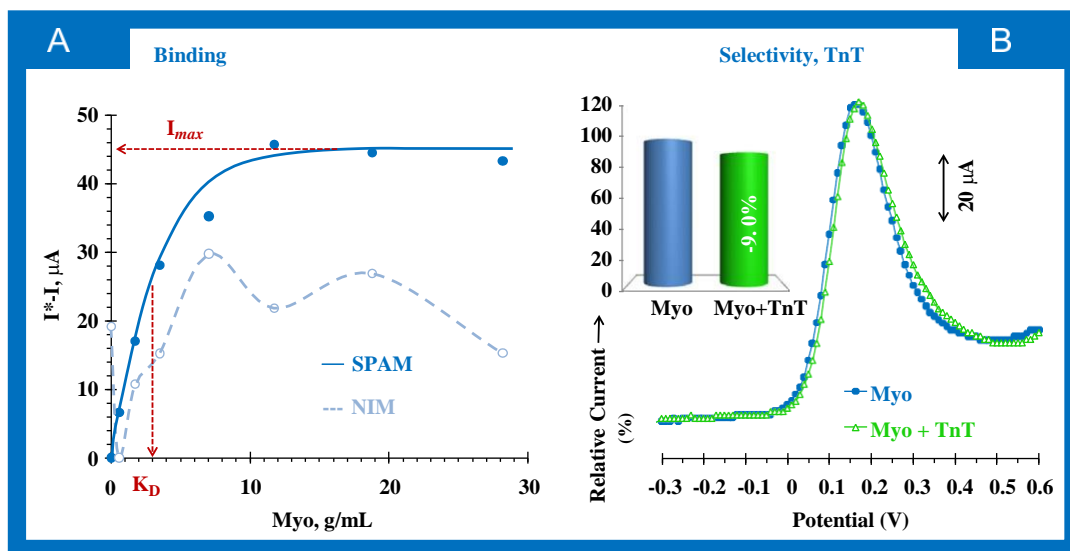 A
Binding
50
40
30
20
10
0
I*-I, µA
Imax
SPAM
NIM
0
K_D
10
20
30
Myo, g/mL
B
Selectivity, TnT
120
100
80
60
40
20
0
-9.0%
Myo
Myo+TnT
20 µA
Relative Current
(%)
Myo
Myo + TnT
-0.3
-0.2
-0.1
0
0.1
0.2
0.3
0.4
0.5
0.6
Potential (V)